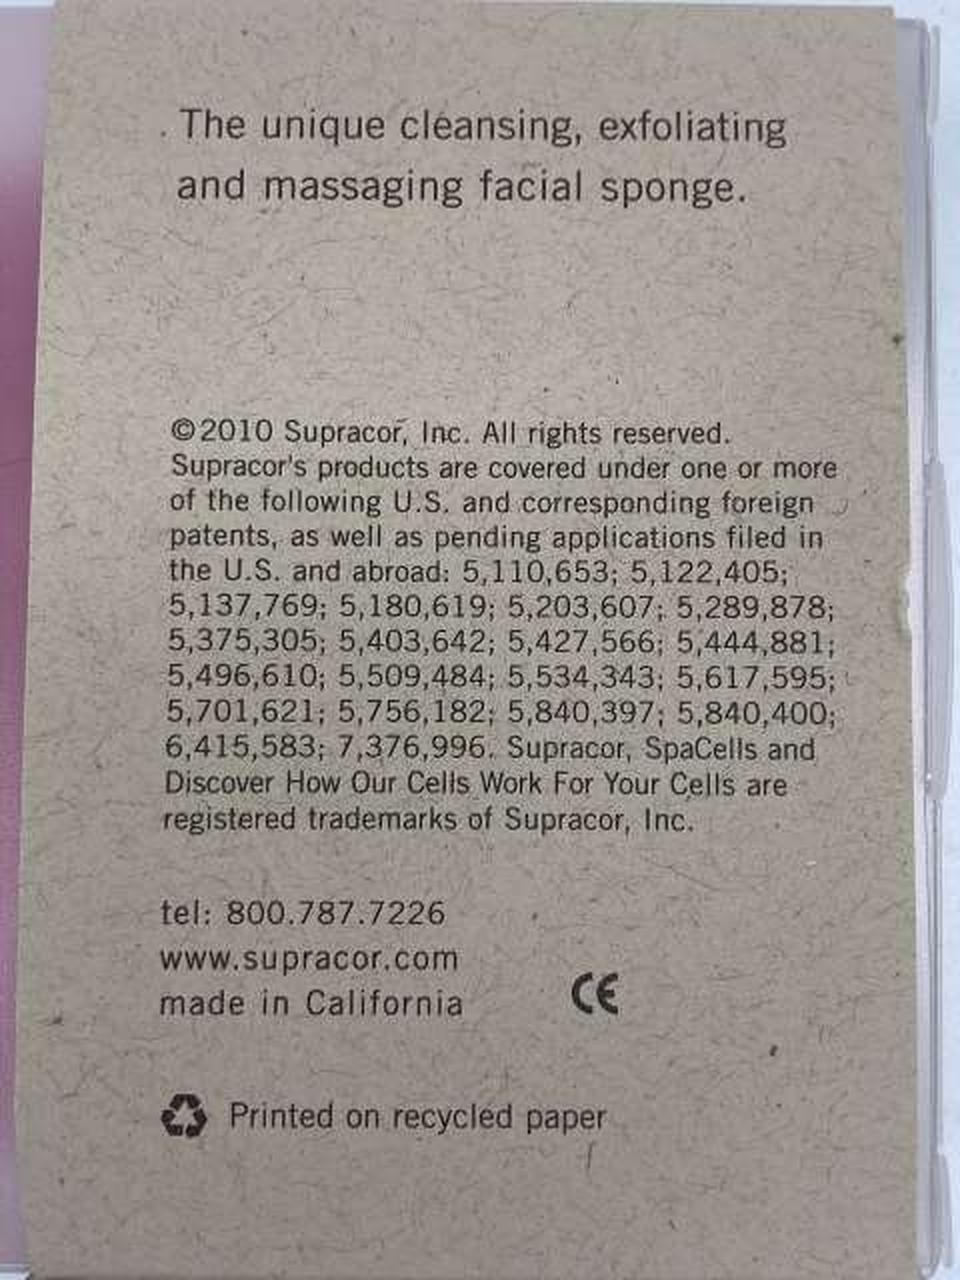 The unique cleansing, exfoliating
and massaging facial sponge.
©2010 Supracor, Inc. All rights reserved.
Supracor's products are covered under one or more
of the following U.S. and corresponding foreign
patents, as well as pending applications filed in
the U.S. and abroad: 5,110,653; 5,122,405;
5,137,769; 5,180,619; 5,203,607; 5,289,878;
5,375,305; 5,403,642; 5,427,566; 5,444,881;
5,496,610; 5,509,484; 5,534,343; 5,617,595;
5,701,621; 5,756,182; 5,840,397; 5,840,400;
6,415,583; 7,376,996. Supracor, SpaCells and
Discover How Our Cells Work For Your Cells are
registered trademarks of Supracor, Inc.
tel: 800.787.7226
www.supracor.com
made in California
CE
Printed on recycled paper